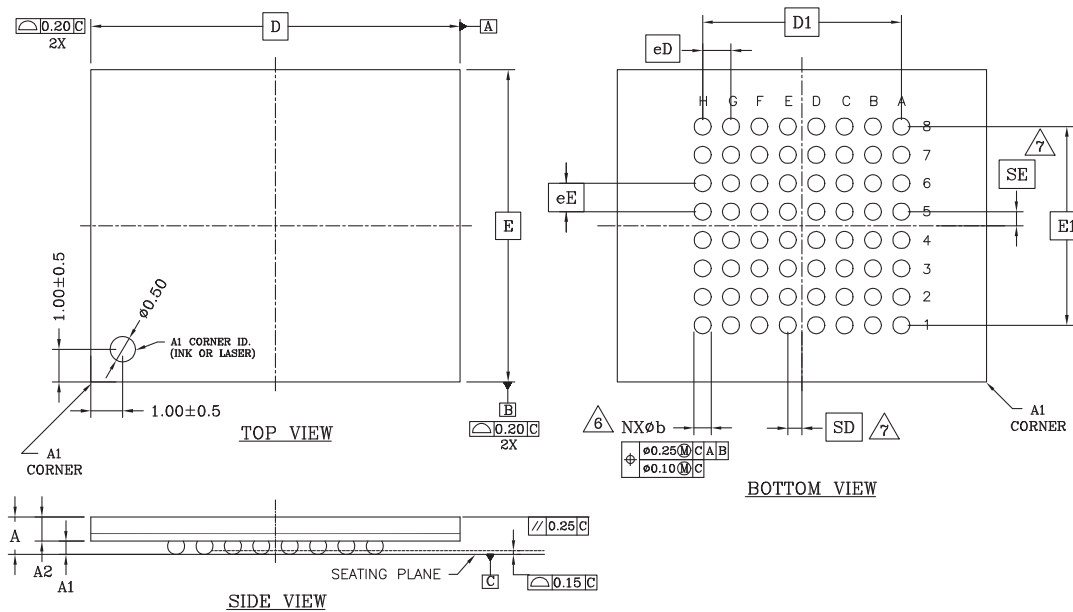 ⌓ 0.20 C
2X
D
A
E
1.00±0.5
ø0.50
A1 CORNER ID.
(INK OR LASER)
1.00±0.5
A1
CORNER
B
⌓ 0.20 C
2X
TOP VIEW
D1
eD
H G F E D C B A
8
7
6
5
4
3
2
1
7
SE
eE
E1
6
NXøb
⌖ ø0.25Ⓜ C A B
ø0.10Ⓜ C
SD
7
A1
CORNER
BOTTOM VIEW
A
A2
A1
// 0.25 C
SEATING PLANE
C
⌓ 0.15 C
SIDE VIEW